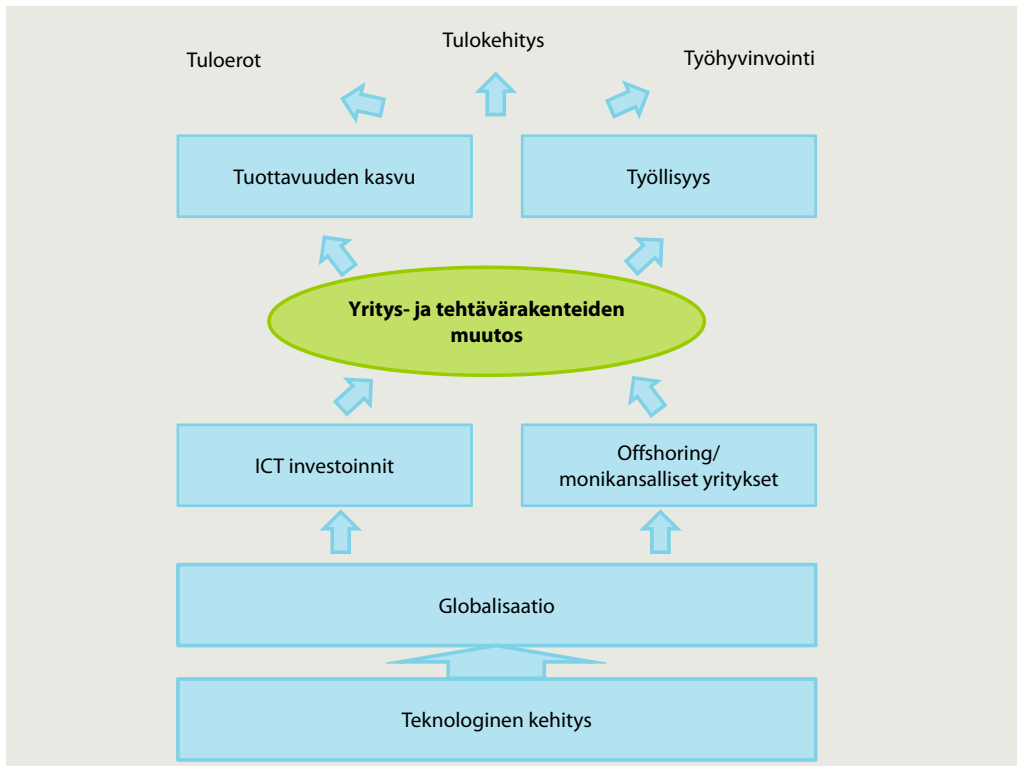 Tuloerot
Tulokehitys
Työhyvinvointi
Tuottavuuden kasvu
Työllisyys
Yritys- ja tehtävärakenteiden
muutos
ICT investoinnit
Offshoring/
monikansalliset yritykset
Globalisaatio
Teknologinen kehitys